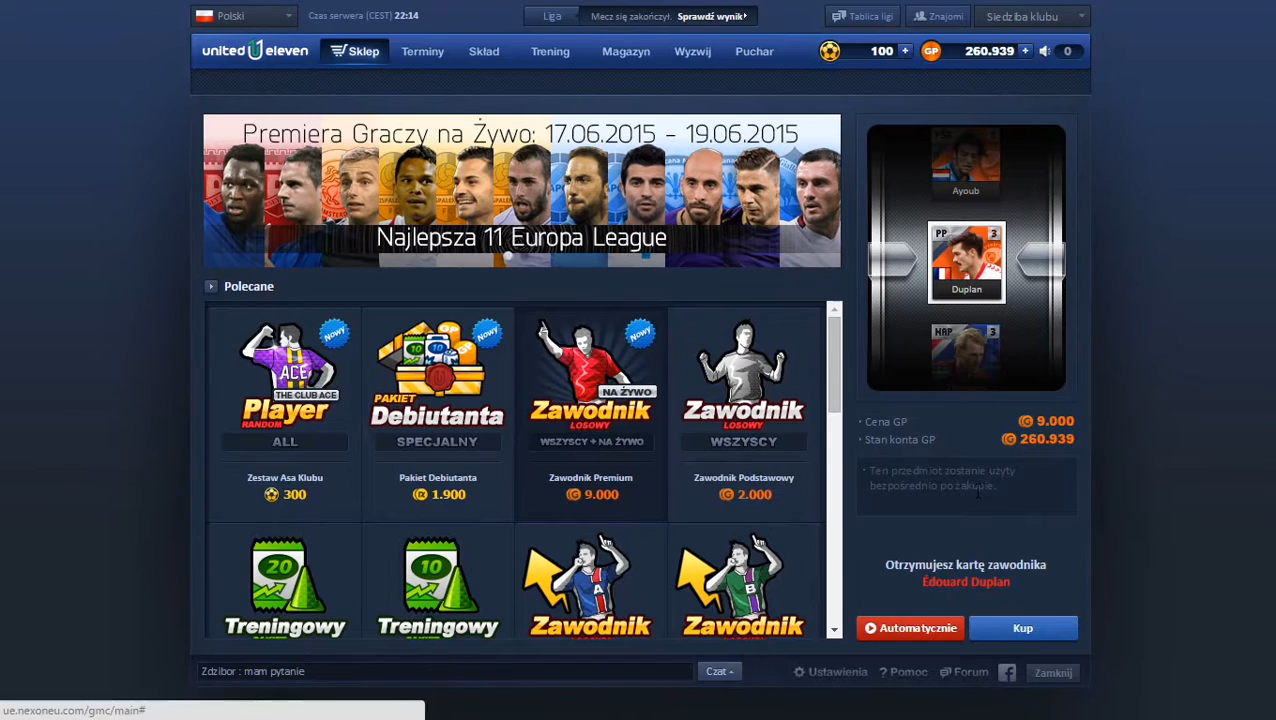 Polski
Czas serwera (CEST) 22:14
Liga
Mecz się zakończył. Sprawdź wynik
Tablica ligi
Znajomi
Siedziba klubu
united eleven
Sklep
Terminy
Skład
Trening
Magazyn
Wyzwij
Puchar
100 +
GP 260.939 +
0
Premiera Graczy na Żywo: 17.06.2015 - 19.06.2015
Najlepsza 11 Europa League
Polecane
Nowy
ACE
THE CLUB ACE
Player
RANDOM
ALL
Zestaw Asa Klubu
300
Nowy
GP
10
10
PAKIET
Debiutanta
SPECJALNY
Pakiet Debiutanta
1.900
Nowy
NA ŻYWO
Zawodnik
LOSOWY
WSZYSCY + NA ŻYWO
Zawodnik Premium
9.000
Zawodnik
LOSOWY
WSZYSCY
Zawodnik Podstawowy
2.000
20
Treningowy
10
Treningowy
A
Zawodnik
B
Zawodnik
Ayoub
PP 3
Duplan
NAP 3
Cena GP 9.000
Stan konta GP 260.939
Ten przedmiot zostanie użyty
bezpośrednio po zakupie.
Otrzymujesz kartę zawodnika
Édouard Duplan
Automatycznie
Kup
Zdzibor : mam pytanie
Czat
Ustawienia
? Pomoc
Forum
Zamknij
ue.nexoneu.com/gmc/main#